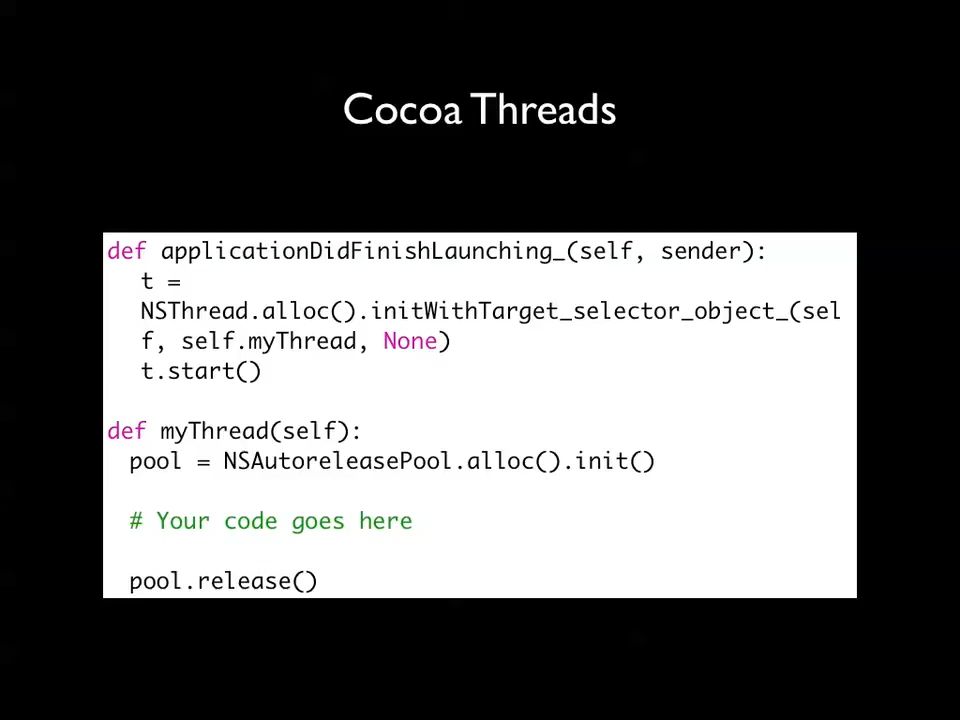 Cocoa Threads
def applicationDidFinishLaunching_(self, sender):
t =
NSThread.alloc().initWithTarget_selector_object_(sel
f, self.myThread, None)
t.start()
def myThread(self):
pool = NSAutoreleasePool.alloc().init()
# Your code goes here
pool.release()